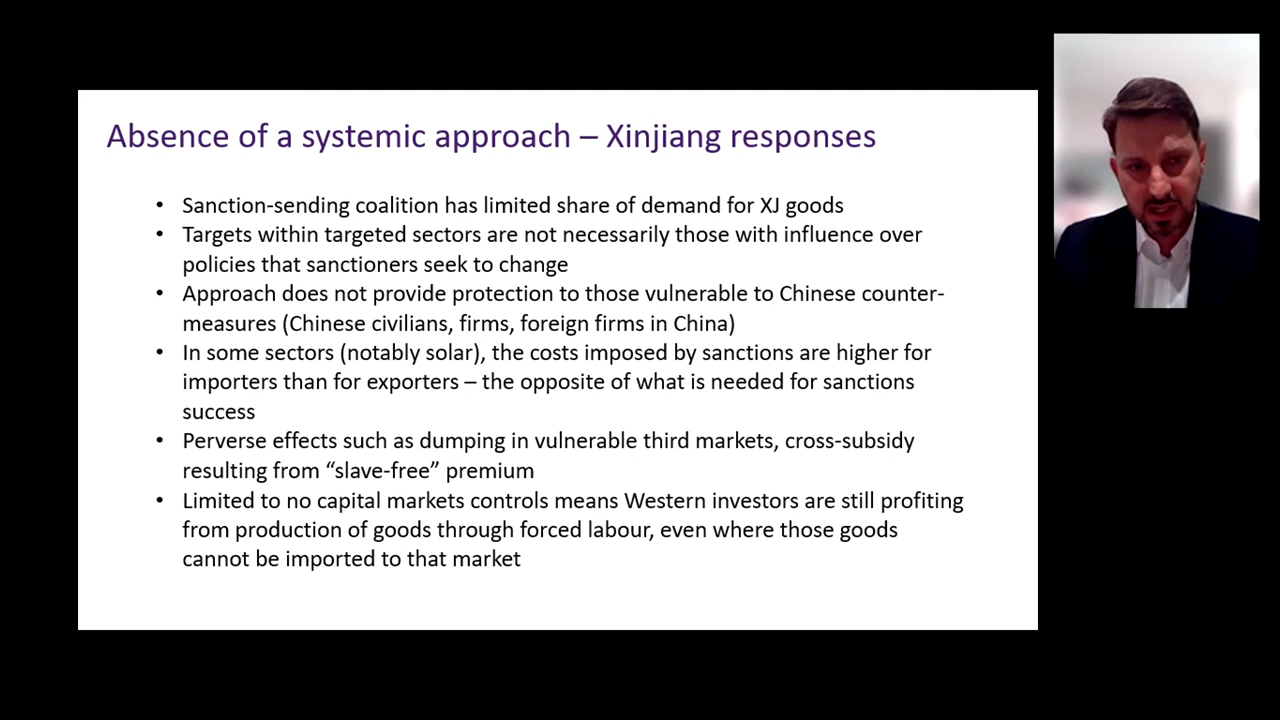 Absence of a systemic approach – Xinjiang responses
• Sanction-sending coalition has limited share of demand for XJ goods
• Targets within targeted sectors are not necessarily those with influence over
policies that sanctioners seek to change
• Approach does not provide protection to those vulnerable to Chinese counter-
measures (Chinese civilians, firms, foreign firms in China)
• In some sectors (notably solar), the costs imposed by sanctions are higher for
importers than for exporters – the opposite of what is needed for sanctions
success
• Perverse effects such as dumping in vulnerable third markets, cross-subsidy
resulting from “slave-free” premium
• Limited to no capital markets controls means Western investors are still profiting
from production of goods through forced labour, even where those goods
cannot be imported to that market